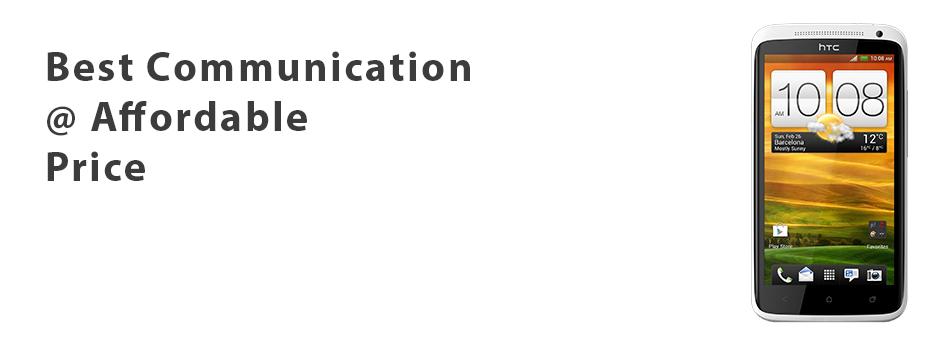 Best Communication
@ Affordable
Price
hTC
10:08 AM
10 08
AM
Sun, Feb 26
Barcelona
Mostly Sunny
12°C
16°C / 8°C
Play Store
Favorites